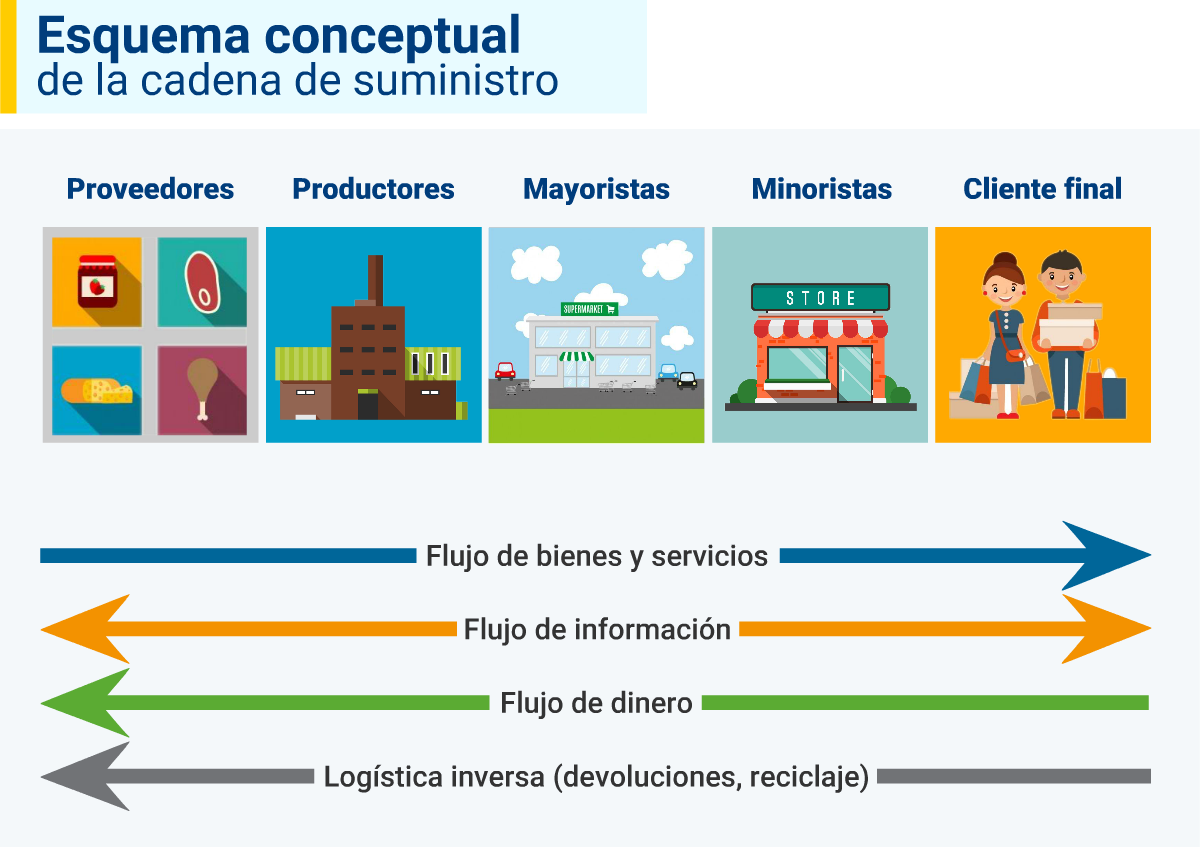 Esquema conceptual
de la cadena de suministro
Proveedores
Productores
Mayoristas
Minoristas
Cliente final
SUPERMARKET
STORE
Flujo de bienes y servicios
Flujo de información
Flujo de dinero
Logística inversa (devoluciones, reciclaje)